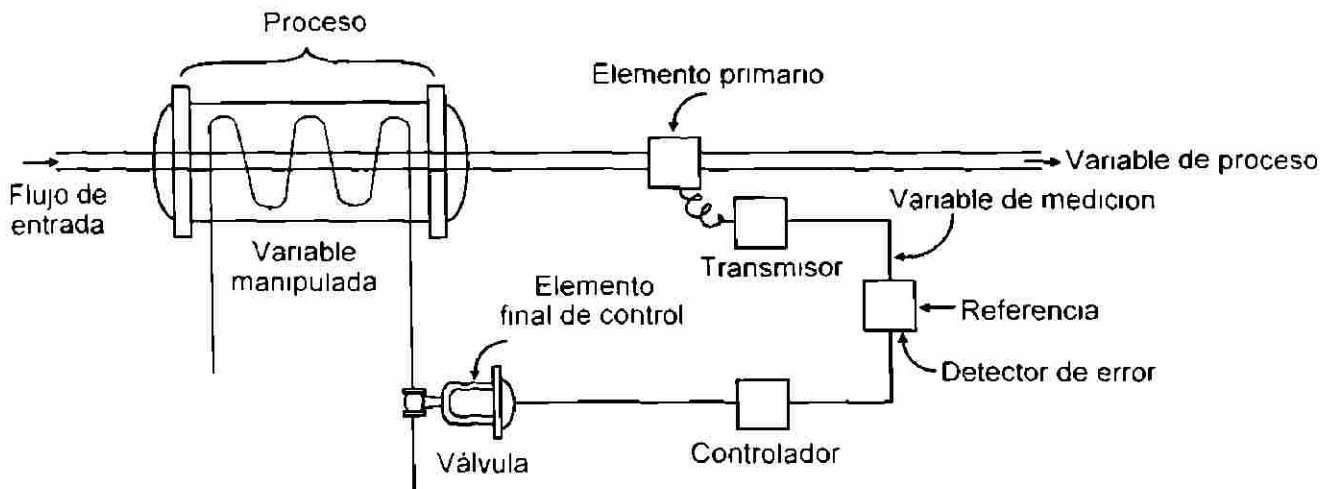 Proceso
Elemento primario
Variable de proceso
Flujo de
entrada
Variable de medicion
Variable
manipulada
Transmisor
Elemento
final de control
Referencia
Detector de error
Controlador
Válvula